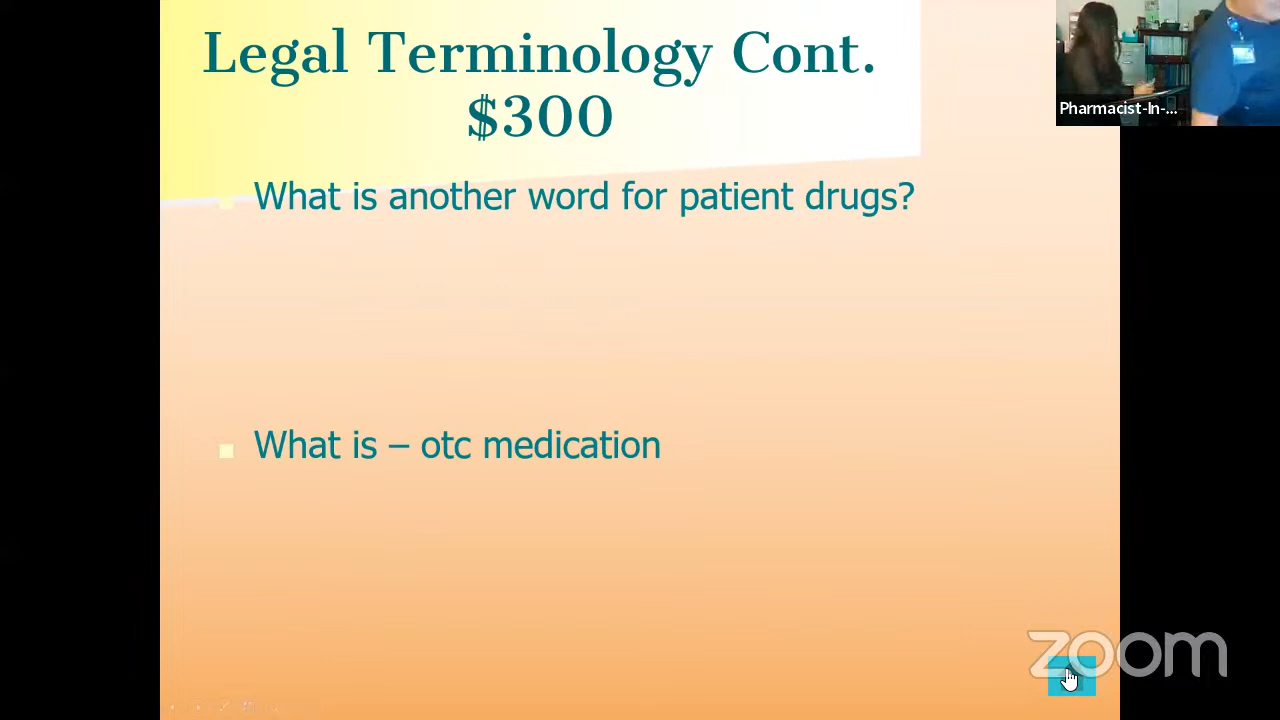 Legal Terminology Cont.
$300
Pharmacist-In-...
What is another word for patient drugs?
What is – otc medication
zoom